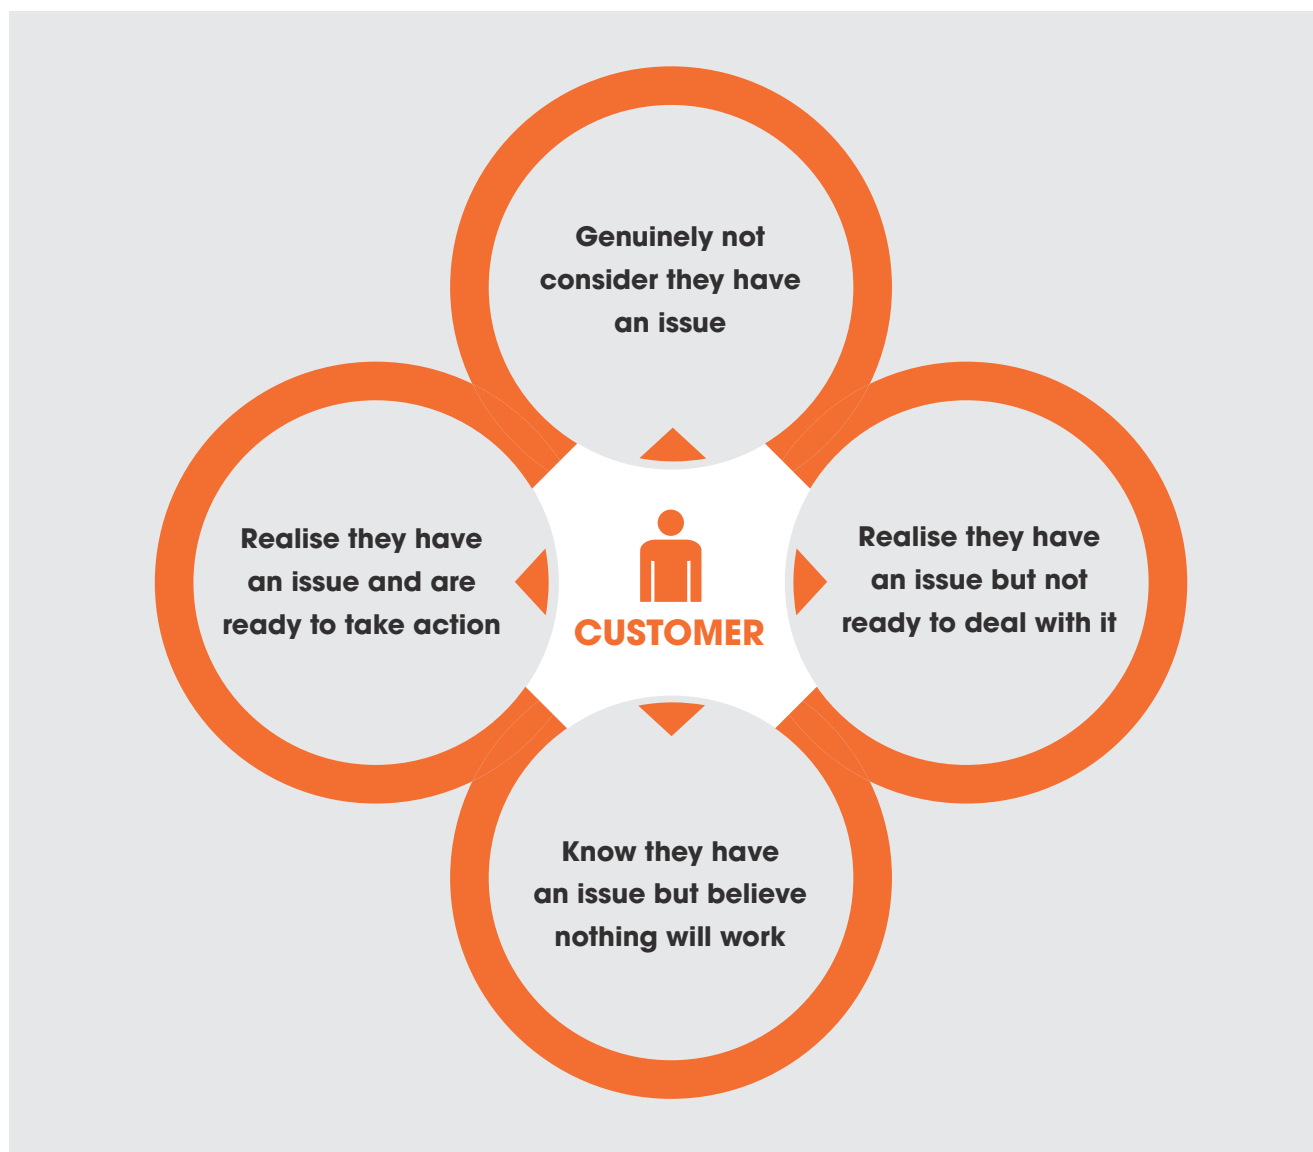 Genuinely not
consider they have
an issue
Realise they have
an issue and are
ready to take action
CUSTOMER
Realise they have
an issue but not
ready to deal with it
Know they have
an issue but believe
nothing will work